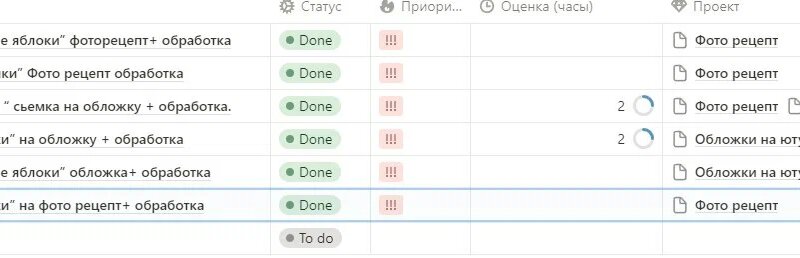 Статус Приори... Оценка (часы) Проект
е яблоки” фоторецепт+ обработка Done !!! Фото рецепт
ки” Фото рецепт обработка Done !!! Фото рецепт
“ сьемка на обложку + обработка. Done !!! 2 Фото рецепт
и” на обложку + обработка Done !!! 2 Обложки на юту
е яблоки” обложка+ обработка Done !!! Обложки на юту
и” на фото рецепт+ обработка Done !!! Фото рецепт
To do